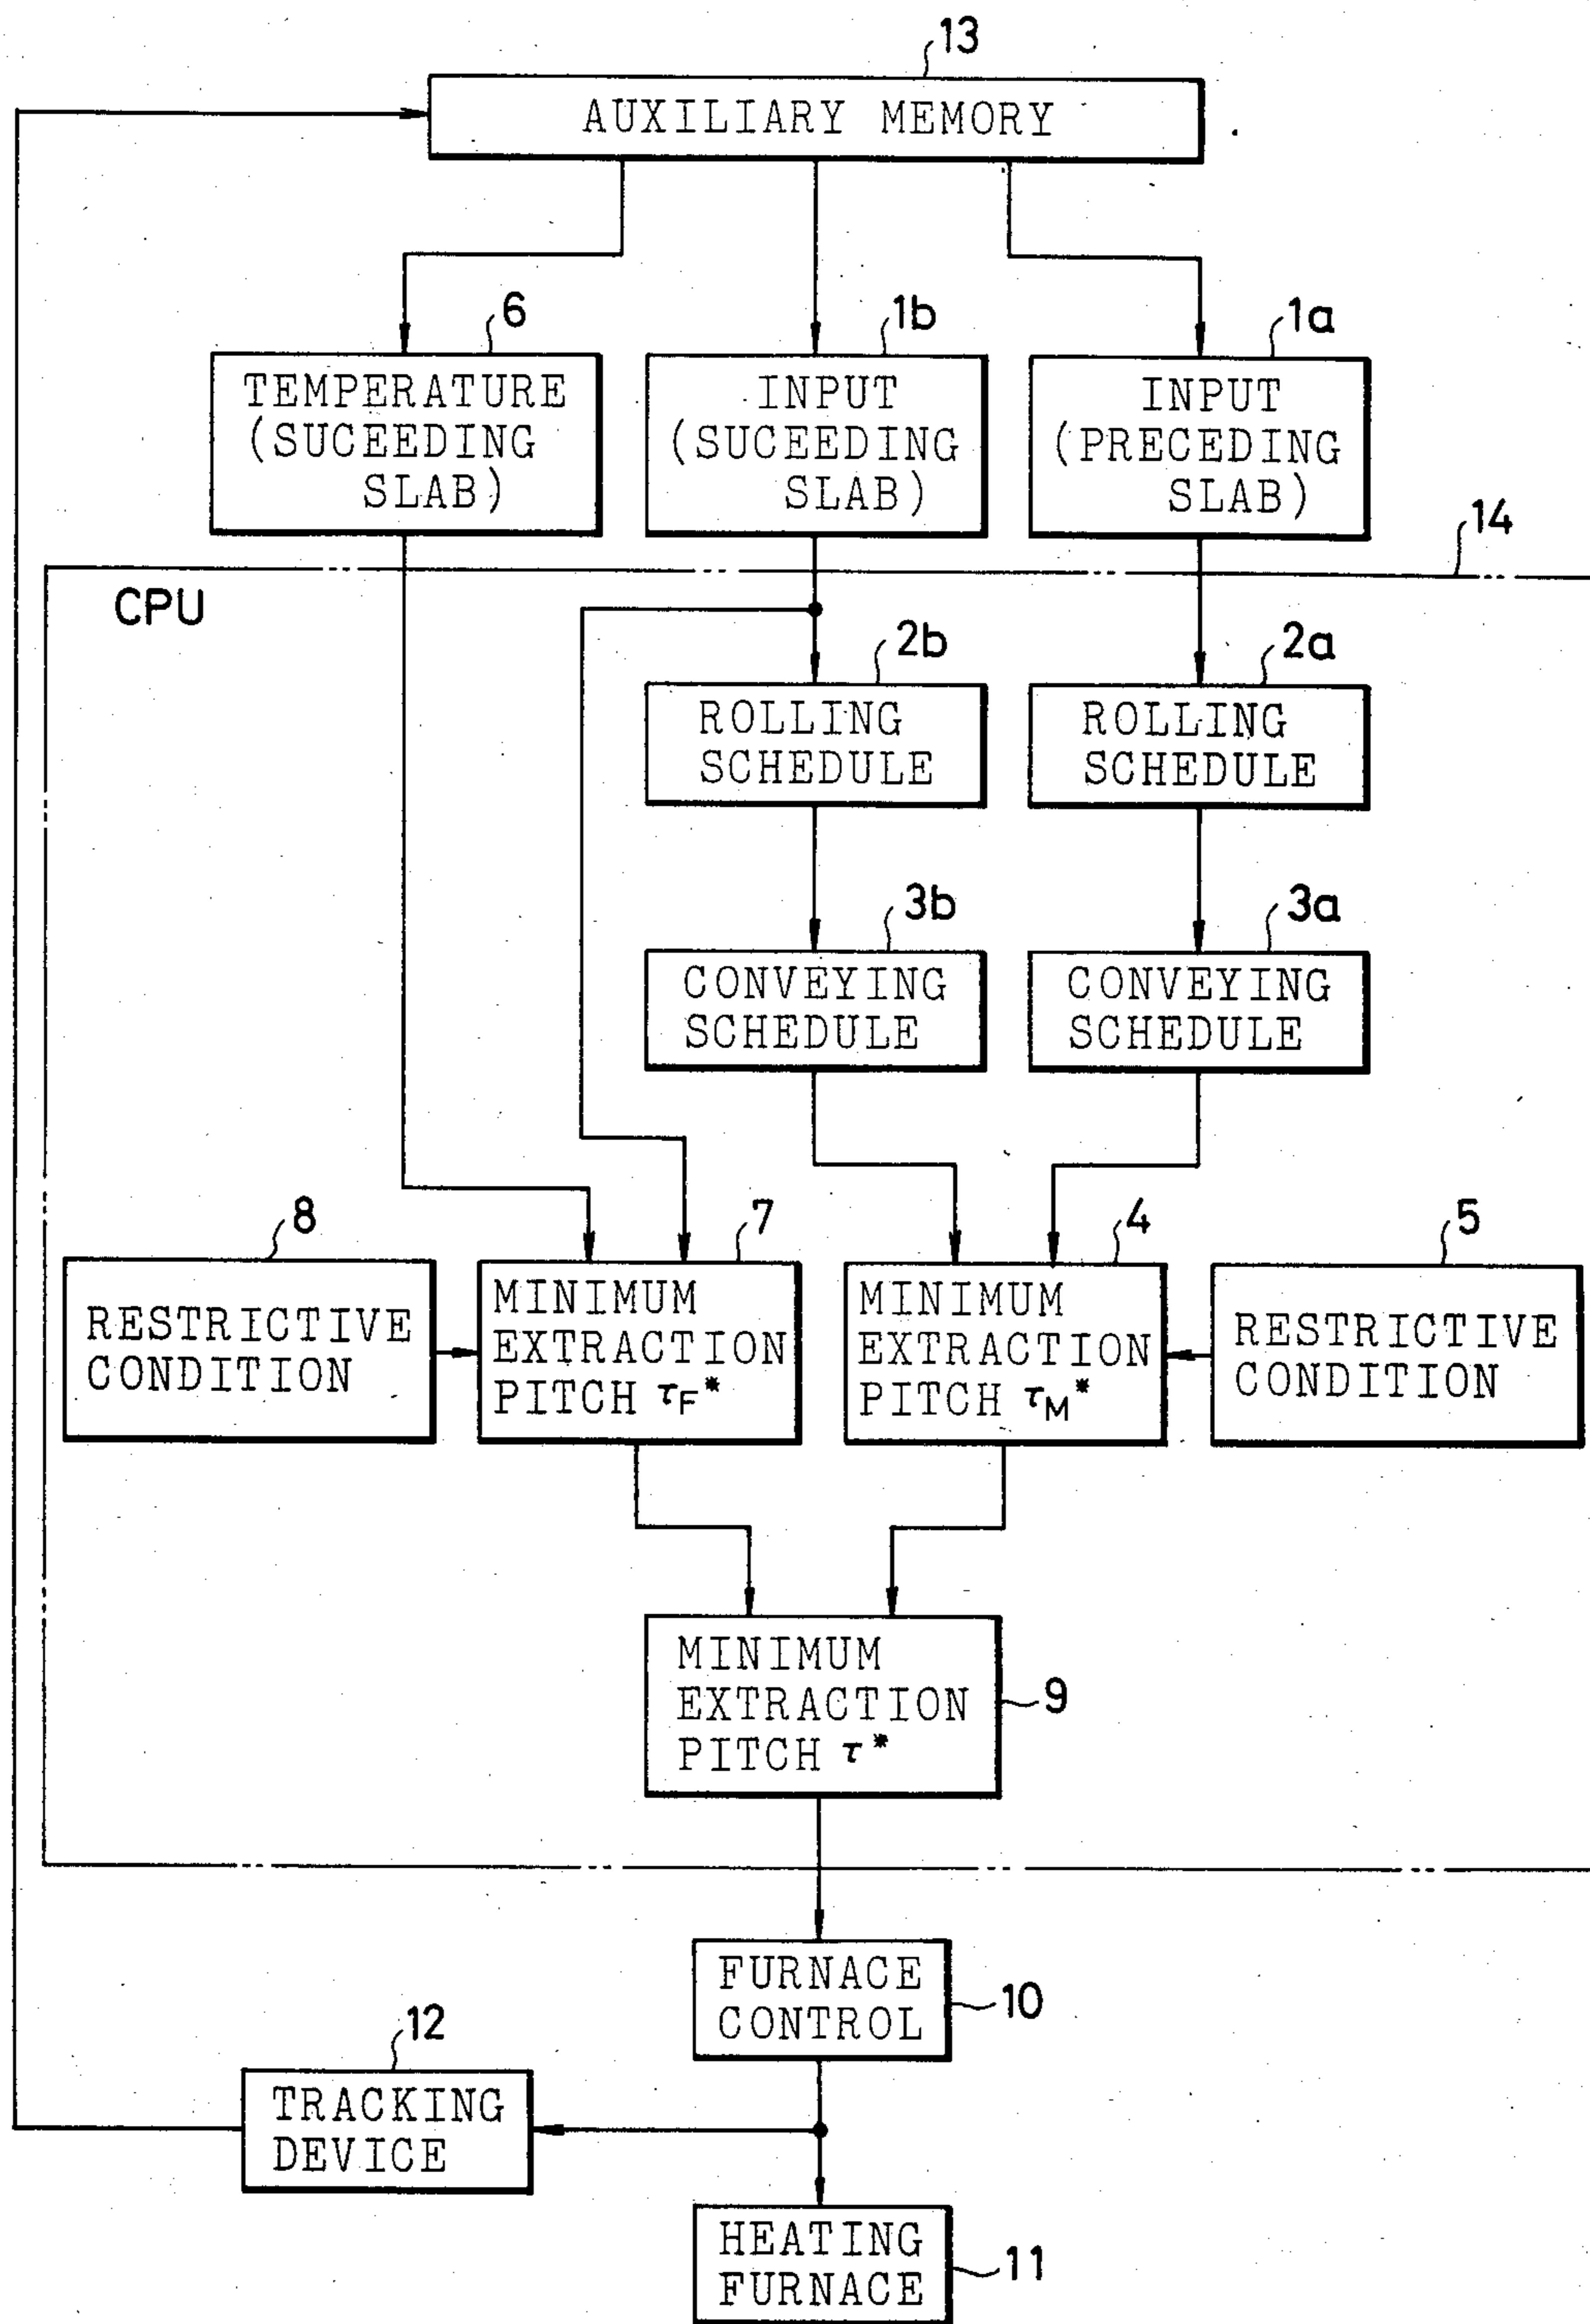 13
AUXILIARY MEMORY
6
1b
1a
TEMPERATURE
(SUCEEDING
SLAB)
INPUT
(SUCEEDING
SLAB)
INPUT
(PRECEDING
SLAB)
14
CPU
2b
2a
ROLLING
SCHEDULE
ROLLING
SCHEDULE
3b
3a
CONVEYING
SCHEDULE
CONVEYING
SCHEDULE
8
7
4
5
RESTRICTIVE
CONDITION
MINIMUM
EXTRACTION
PITCH τF*
MINIMUM
EXTRACTION
PITCH τM*
RESTRICTIVE
CONDITION
MINIMUM
EXTRACTION
PITCH τ*
9
FURNACE
CONTROL
10
12
TRACKING
DEVICE
HEATING
FURNACE
11